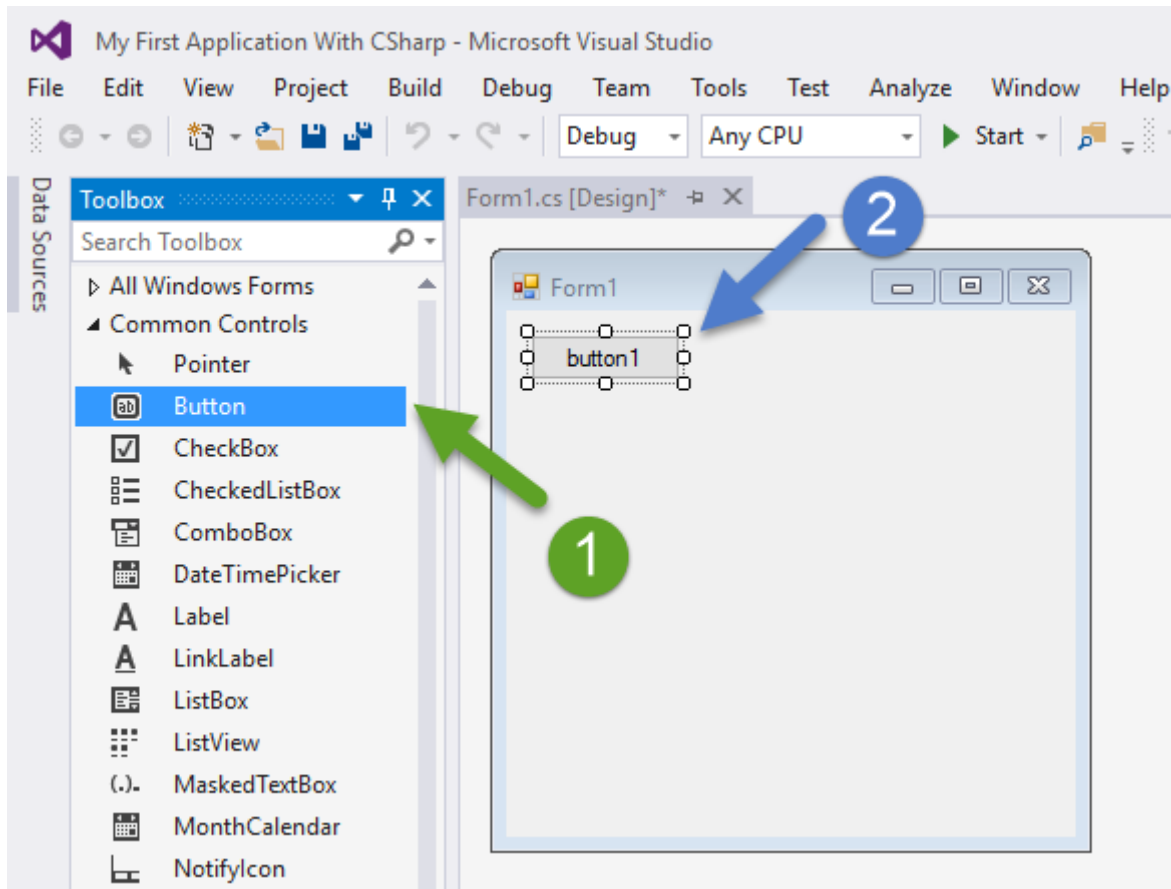 My First Application With CSharp - Microsoft Visual Studio
File Edit View Project Build Debug Team Tools Test Analyze Window Help
Debug Any CPU Start
Data Sources
Toolbox
Form1.cs [Design]*
2
Search Toolbox
All Windows Forms
Form1
Common Controls
Pointer
button1
Button
CheckBox
CheckedListBox
1
ComboBox
DateTimePicker
Label
LinkLabel
ListBox
ListView
MaskedTextBox
MonthCalendar
NotifyIcon